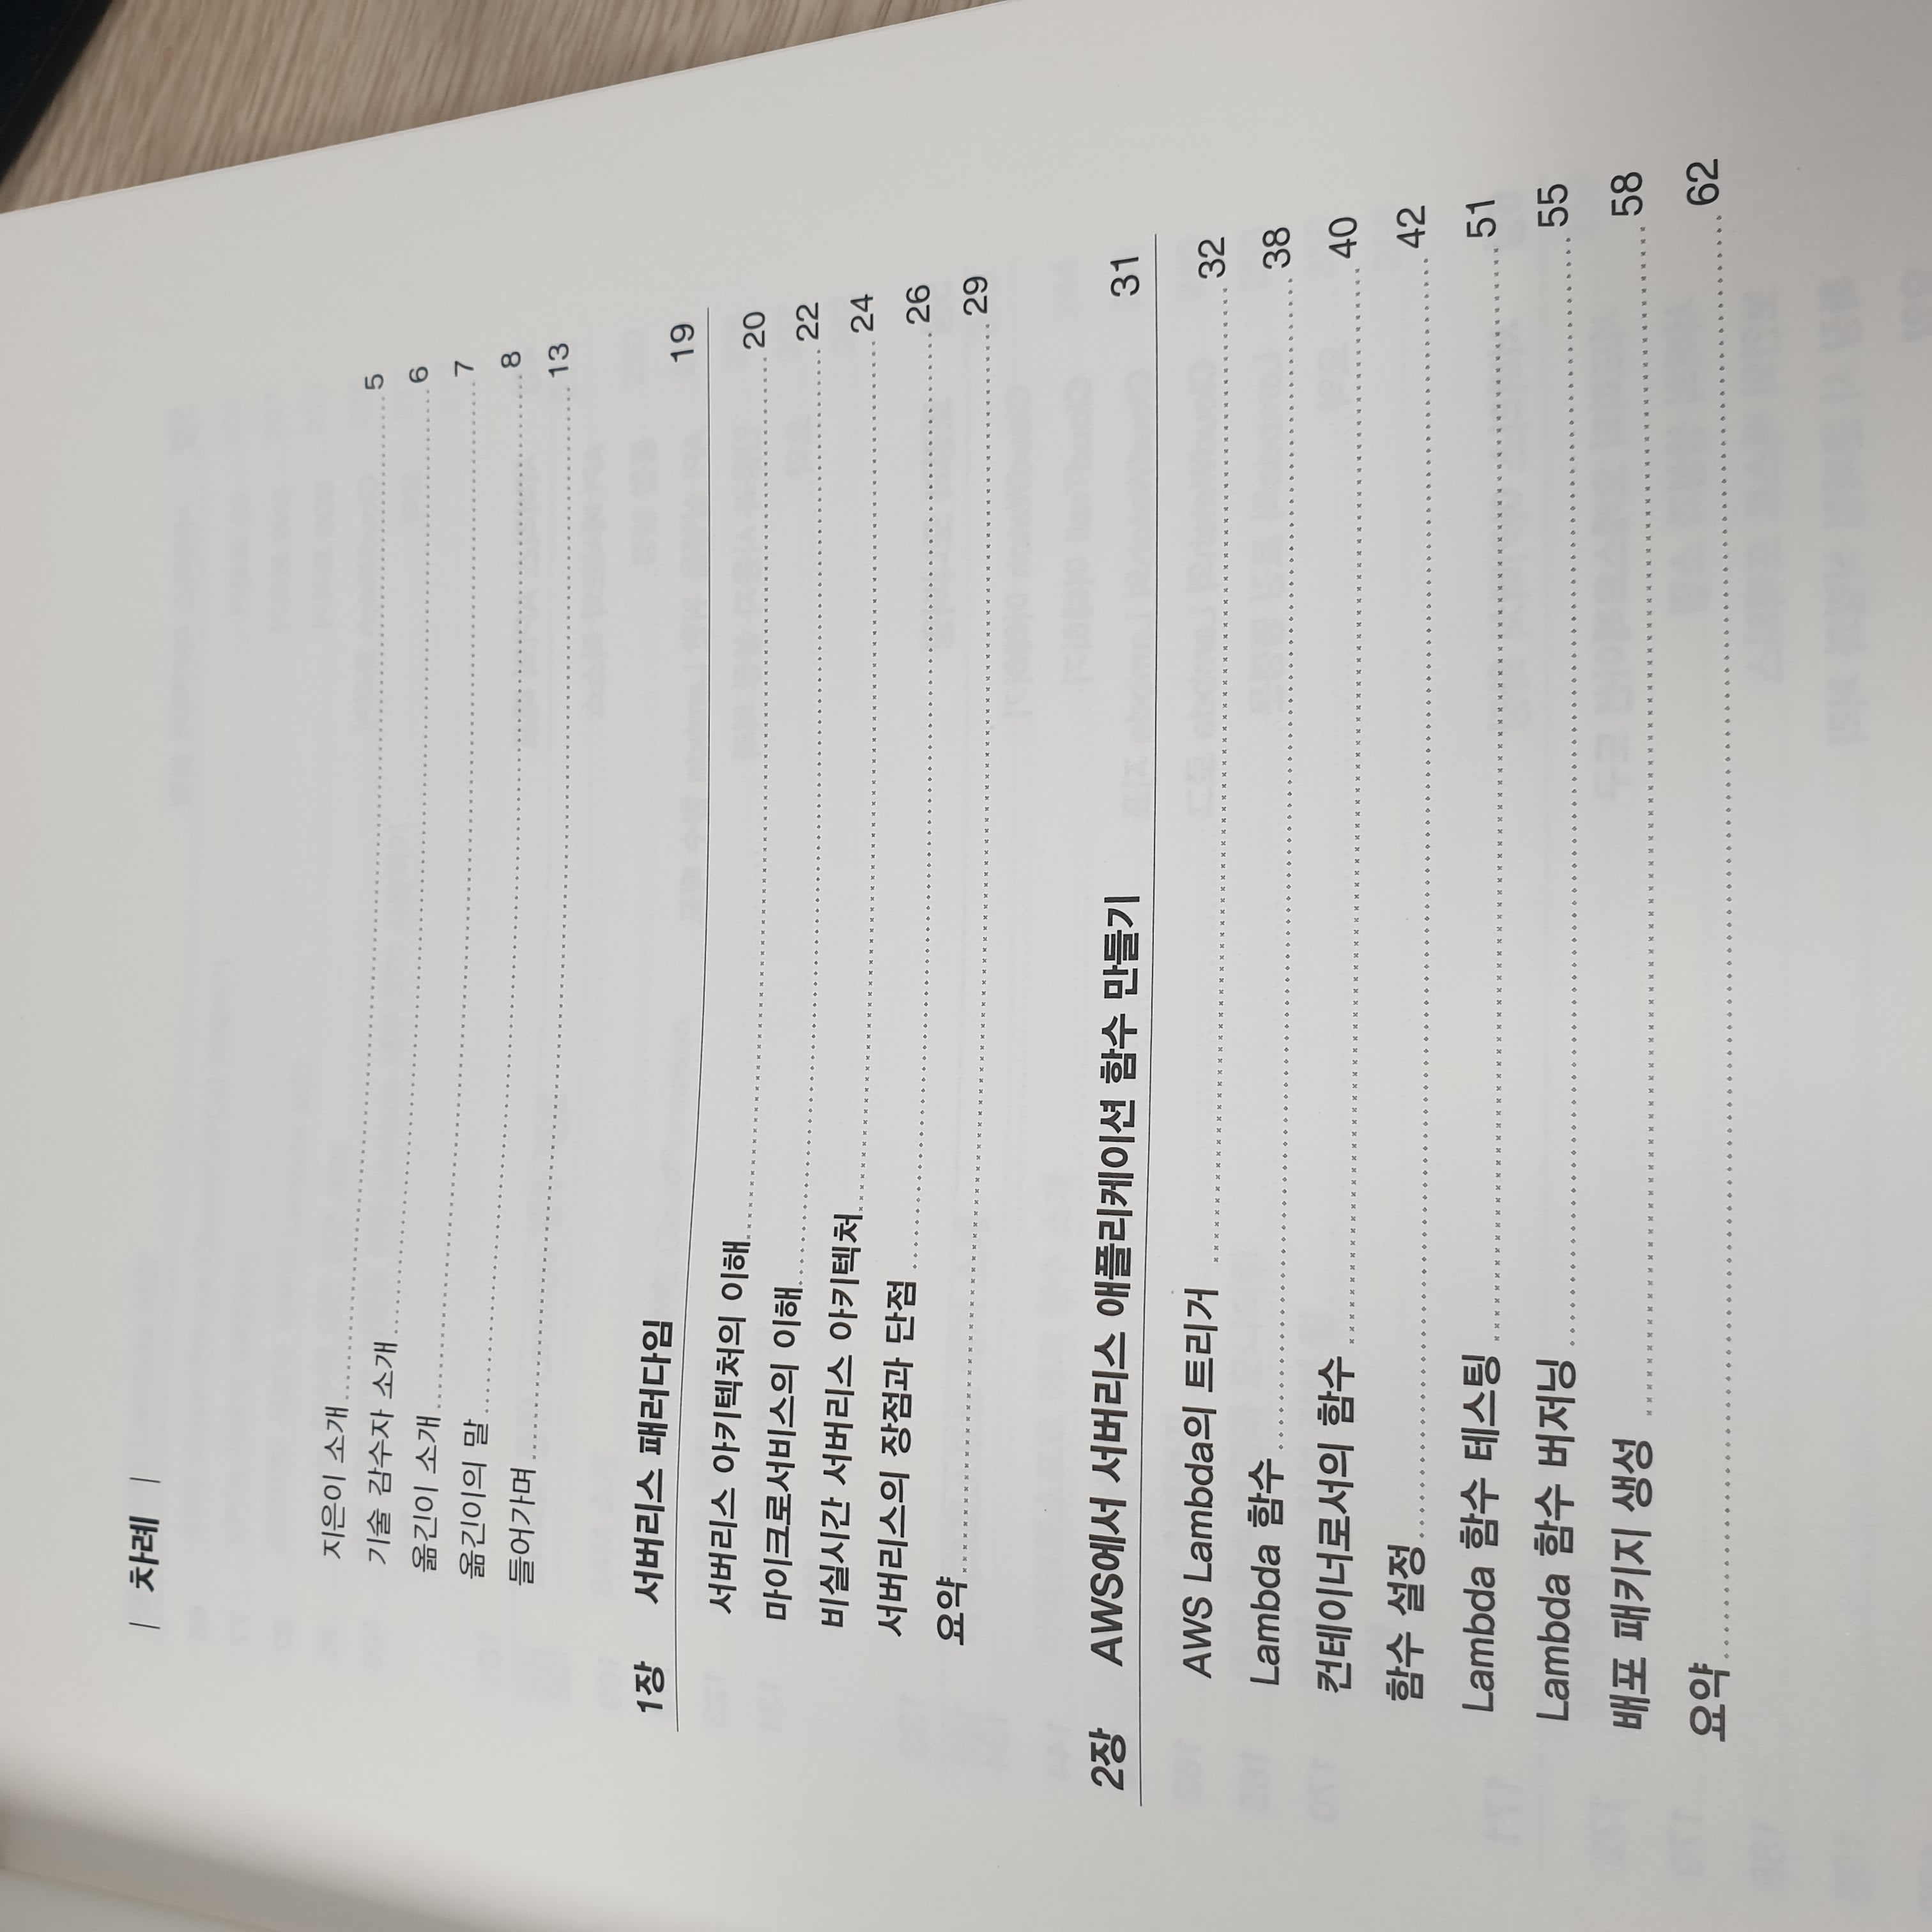 | 차례 |
지은이 소개 5
기술 감수자 소개 6
옮긴이 소개 7
옮긴이의 말 8
들어가며 13
1장 서버리스 패러다임 19
서버리스 아키텍처의 이해 20
마이크로서비스의 이해 22
비실시간 서버리스 아키텍처 24
서버리스의 장점과 단점 26
요약 29
2장 AWS에서 서버리스 애플리케이션 함수 만들기 31
AWS Lambda의 트리거 32
Lambda 함수 38
컨테이너로서의 함수 40
함수 설정 42
Lambda 함수 테스팅 51
Lambda 함수 버저닝 55
배포 패키지 생성 58
요약 62